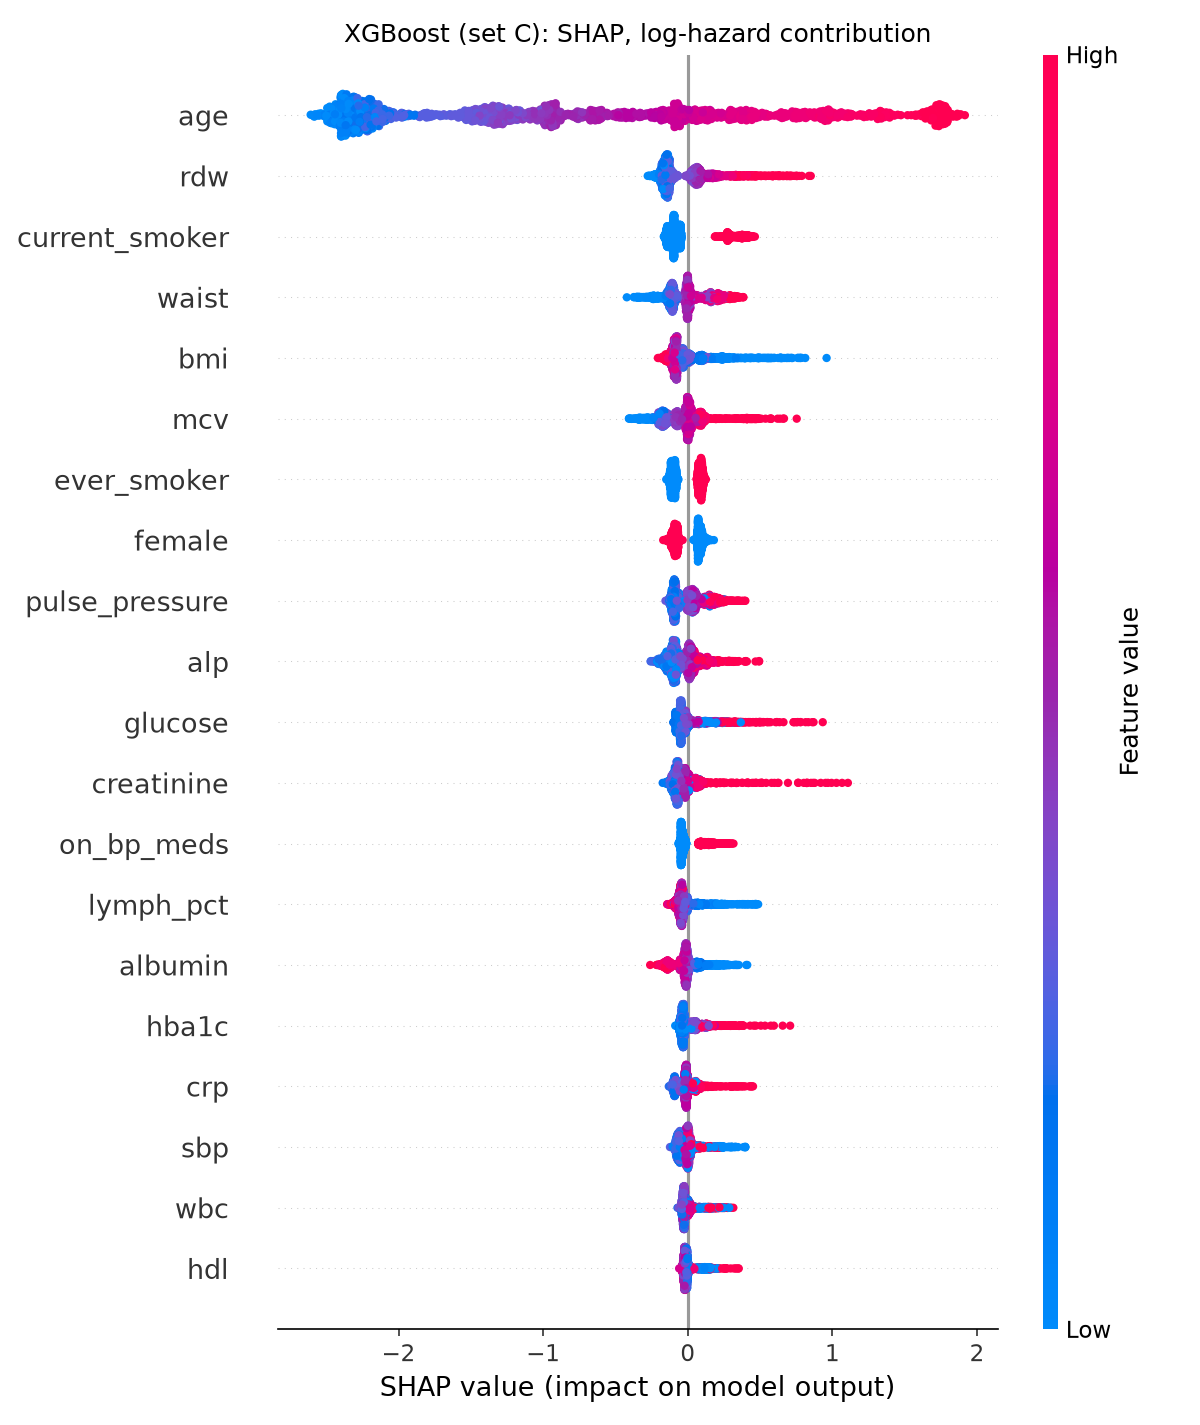 XGBoost (set C): SHAP, log-hazard contribution
High
age
rdw
current_smoker
waist
bmi
mcv
ever_smoker
female
pulse_pressure
alp
glucose
creatinine
on_bp_meds
lymph_pct
albumin
hba1c
crp
sbp
wbc
hdl
Feature value
Low
−2 −1 0 1 2
SHAP value (impact on model output)